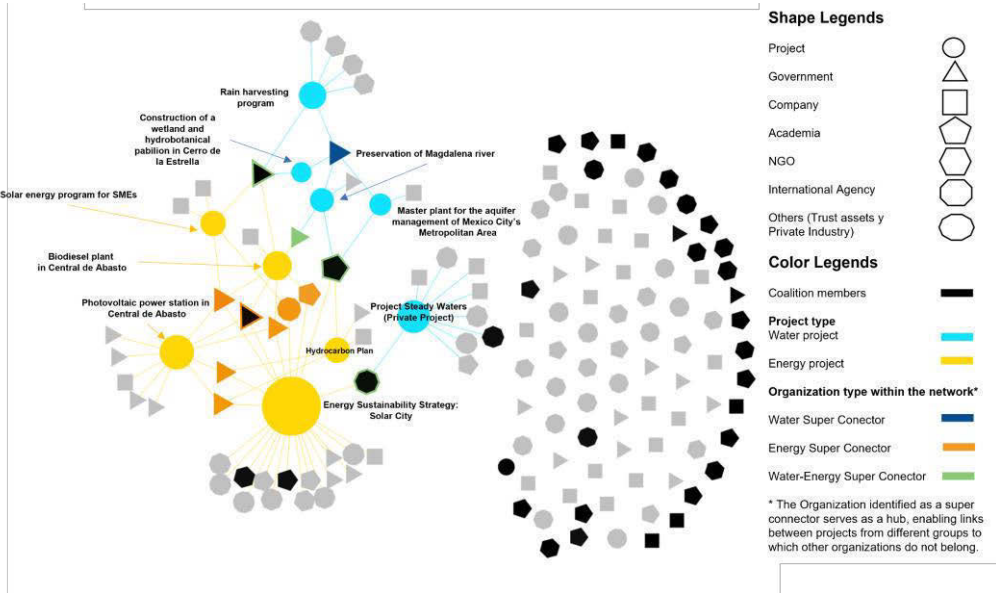 Rain harvesting
program
Construction of a
wetland and
hydrobotanical
pabilion in Cerro de
la Estrella
Preservation of Magdalena river
Solar energy program for SMEs
Master plant for the aquifer
management of Mexico City's
Metropolitan Area
Biodiesel plant
in Central de Abasto
Photovoltaic power station in
Central de Abasto
Project Steady Waters
(Private Project)
Hydrocarbon Plan
Energy Sustainability Strategy:
Solar City
Shape Legends
Project
Government
Company
Academia
NGO
International Agency
Others (Trust assets y
Private Industry)
Color Legends
Coalition members
Project type
Water project
Energy project
Organization type within the network*
Water Super Conector
Energy Super Conector
Water-Energy Super Conector
* The Organization identified as a super
connector serves as a hub, enabling links
between projects from different groups to
which other organizations do not belong.